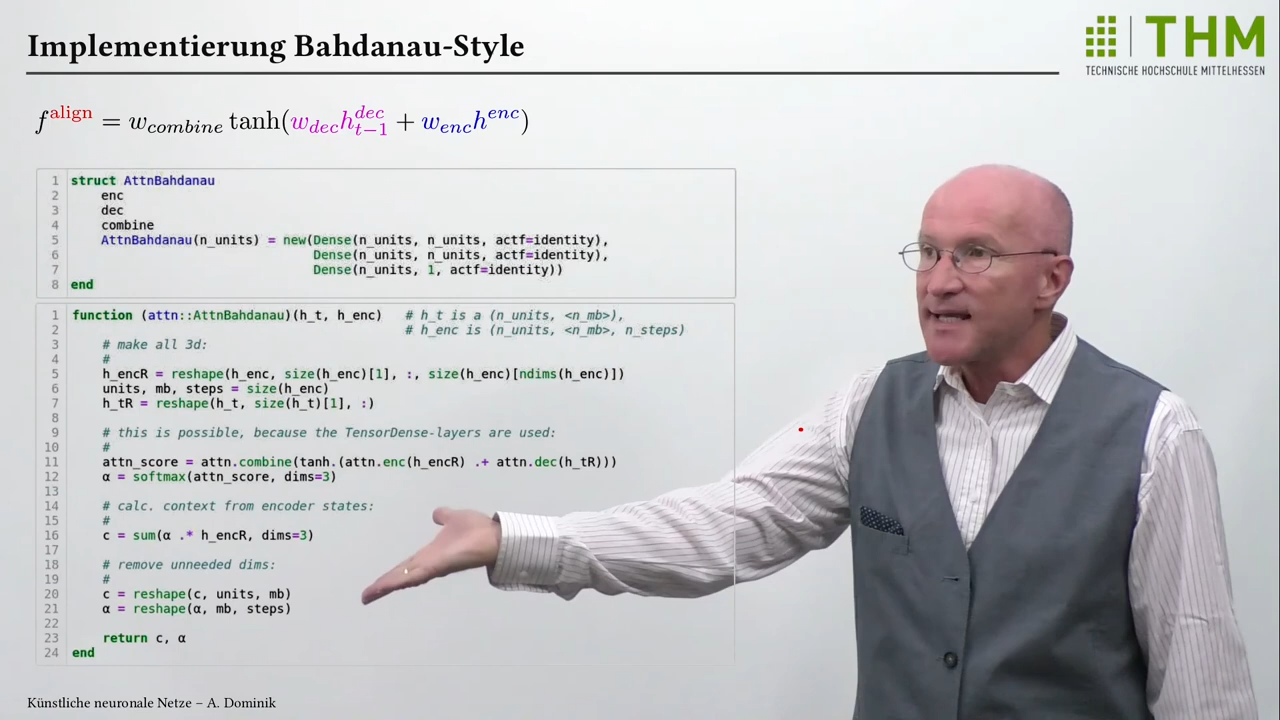 Implementierung Bahdanau-Style
THM
TECHNISCHE HOCHSCHULE MITTELHESSEN
f^align = w_combine tanh(w_dec h^dec_t−1 + w_enc h^enc)
1 struct AttnBahdanau
2     enc
3     dec
4     combine
5     AttnBahdanau(n_units) = new(Dense(n_units, n_units, actf=identity),
6                                 Dense(n_units, n_units, actf=identity),
7                                 Dense(n_units, 1, actf=identity))
8 end
1 function (attn::AttnBahdanau)(h_t, h_enc)   # h_t is a (n_units, <n_mb>),
2                                             # h_enc is (n_units, <n_mb>, n_steps)
3     # make all 3d:
4     #
5     h_encR = reshape(h_enc, size(h_enc)[1], :, size(h_enc)[ndims(h_enc)])
6     units, mb, steps = size(h_enc)
7     h_tR = reshape(h_t, size(h_t)[1], :)
8
9     # this is possible, because the TensorDense-layers are used:
10     #
11     attn_score = attn.combine(tanh.(attn.enc(h_encR) .+ attn.dec(h_tR)))
12     α = softmax(attn_score, dims=3)
13
14     # calc. context from encoder states:
15     #
16     c = sum(α .* h_encR, dims=3)
17
18     # remove unneeded dims:
19     #
20     c = reshape(c, units, mb)
21     α = reshape(α, mb, steps)
22
23     return c, α
24 end
Künstliche neuronale Netze – A. Dominik